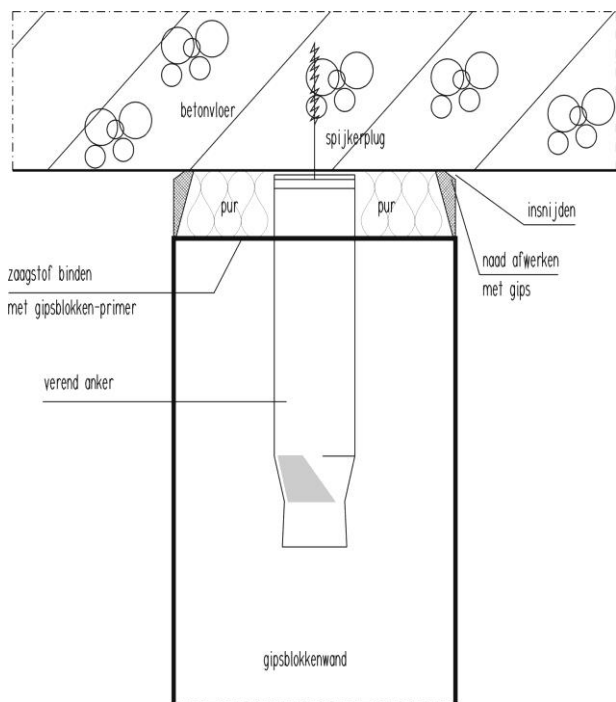 betonvloer
spijkerplug
pur
pur
insnijden
zaagstof binden
met gipsblokken-primer
naad afwerken
met gips
verend anker
gipsblokkenwand